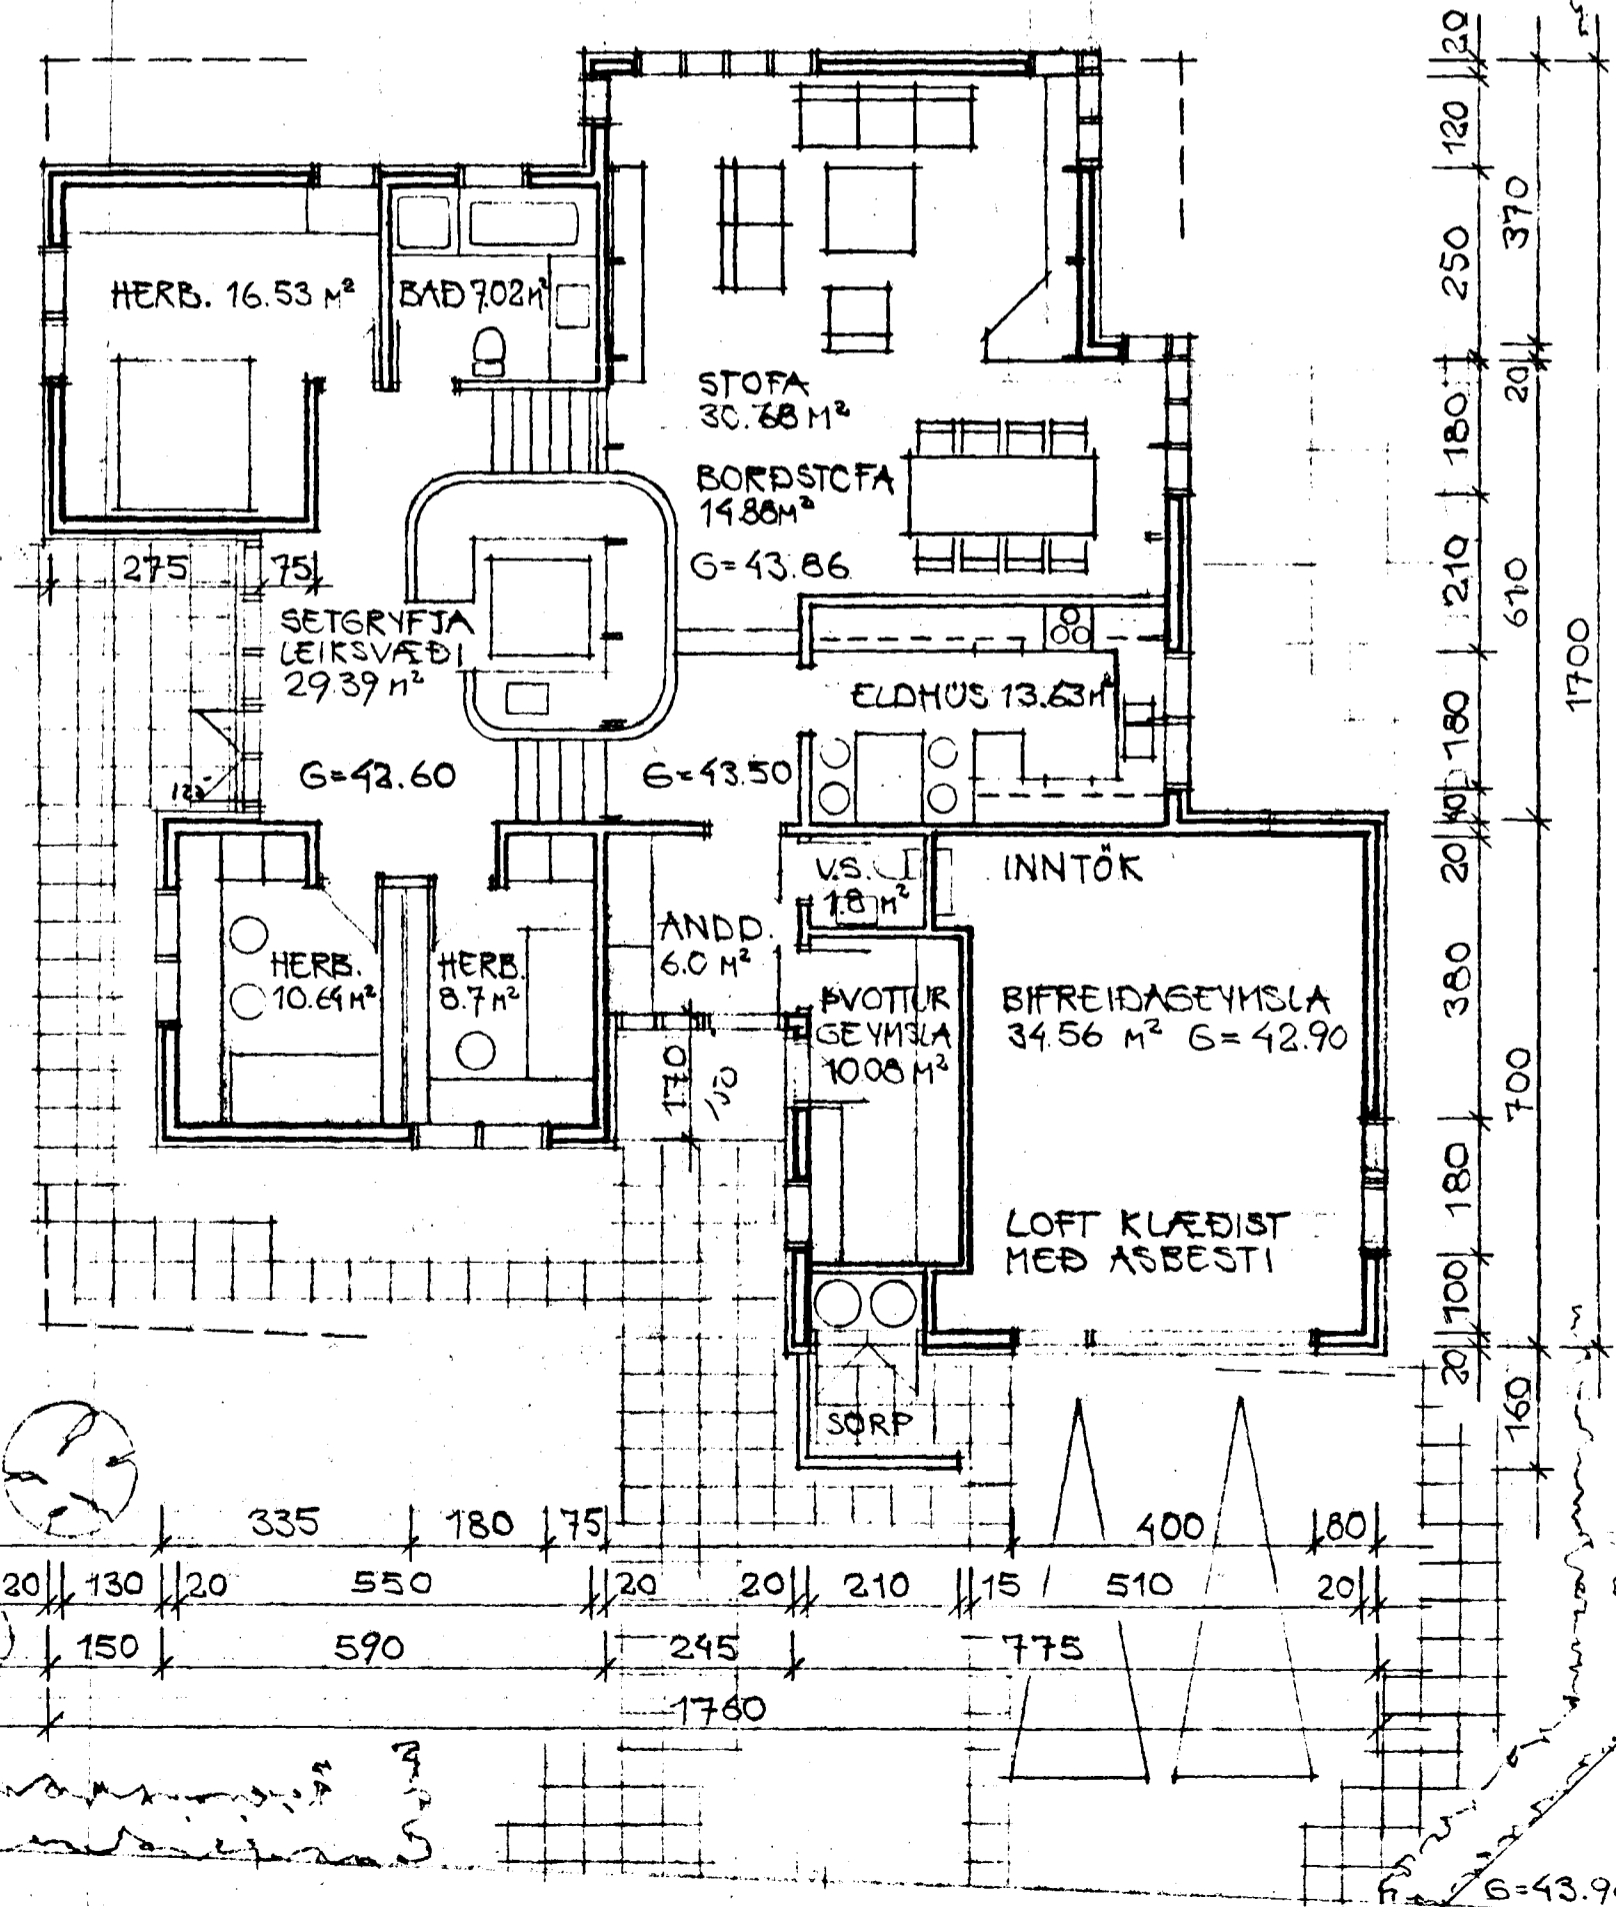 HERB. 16.53 M²
BAÐ 7.02 M²
STOFA
30.68 M²
BORÐSTOFA
14.88 M²
G=43.86
275
75
SETGRYFJA
LEIKSVÆÐI
29.39 M²
ELDHÚS 13.63 M²
G=42.60
G=43.50
120
V.S.
1.8 M²
INNTÖK
ANDD.
6.0 M²
HERB.
10.64 M²
HERB.
8.7 M²
ÞVOTTUR
GEYMSLA
10.08 M²
BIFREIÐAGEYMSLA
34.56 M² G=42.90
170
LOFT KLÆÐIST
MEÐ ASBESTI
SORP
20
120
250
180
210
180
40
20
380
180
100
20
370
20
610
700
160
1700
335
180
75
400
80
20
130
20
550
20
20
210
15
510
20
150
590
245
775
1760